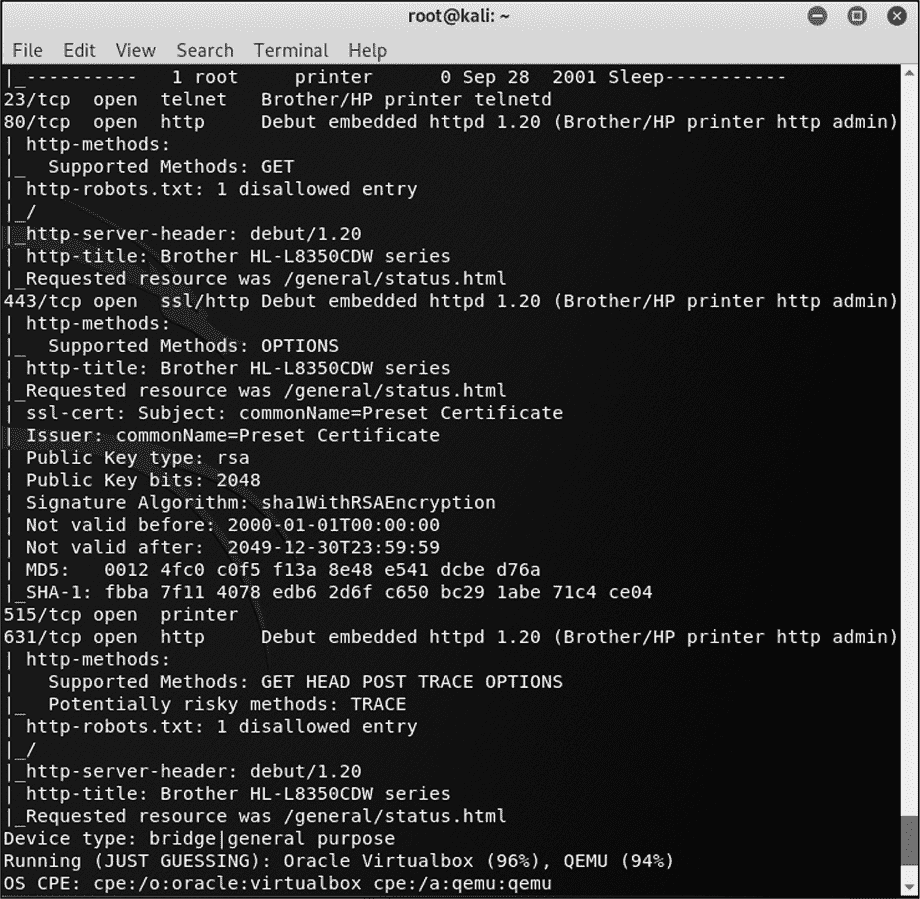 root@kali: ~
File Edit View Search Terminal Help
|_---------- 1 root printer 0 Sep 28 2001 Sleep-----------
23/tcp open telnet Brother/HP printer telnetd
80/tcp open http Debut embedded httpd 1.20 (Brother/HP printer http admin)
| http-methods:
|_ Supported Methods: GET
| http-robots.txt: 1 disallowed entry
|_/
|_http-server-header: debut/1.20
| http-title: Brother HL-L8350CDW series
|_Requested resource was /general/status.html
443/tcp open ssl/http Debut embedded httpd 1.20 (Brother/HP printer http admin)
| http-methods:
|_ Supported Methods: OPTIONS
| http-title: Brother HL-L8350CDW series
|_Requested resource was /general/status.html
| ssl-cert: Subject: commonName=Preset Certificate
| Issuer: commonName=Preset Certificate
| Public Key type: rsa
| Public Key bits: 2048
| Signature Algorithm: sha1WithRSAEncryption
| Not valid before: 2000-01-01T00:00:00
| Not valid after: 2049-12-30T23:59:59
| MD5: 0012 4fc0 c0f5 f13a 8e48 e541 dcbe d76a
|_SHA-1: fbba 7f11 4078 edb6 2d6f c650 bc29 1abe 71c4 ce04
515/tcp open printer
631/tcp open http Debut embedded httpd 1.20 (Brother/HP printer http admin)
| http-methods:
| Supported Methods: GET HEAD POST TRACE OPTIONS
|_ Potentially risky methods: TRACE
| http-robots.txt: 1 disallowed entry
|_/
|_http-server-header: debut/1.20
| http-title: Brother HL-L8350CDW series
|_Requested resource was /general/status.html
Device type: bridge|general purpose
Running (JUST GUESSING): Oracle Virtualbox (96%), QEMU (94%)
OS CPE: cpe:/o:oracle:virtualbox cpe:/a:qemu:qemu